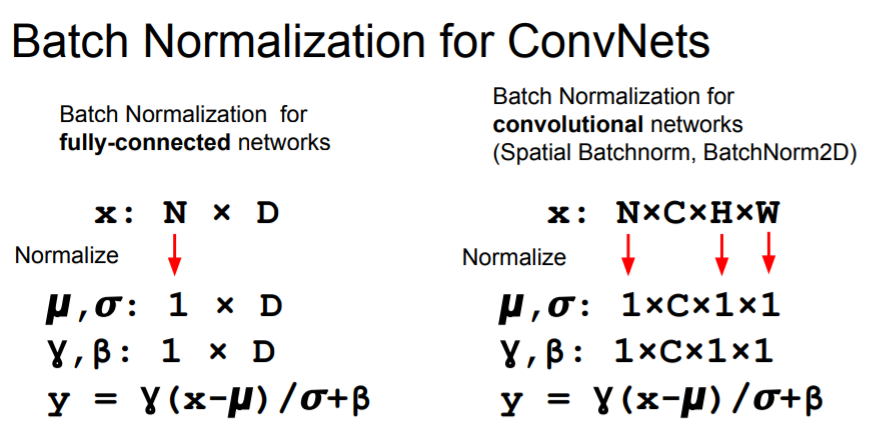 Batch Normalization for ConvNets
Batch Normalization for
fully-connected networks
x: N × D
Normalize
μ,σ: 1 × D
γ,β: 1 × D
y = γ(x-μ)/σ+β
Batch Normalization for
convolutional networks
(Spatial Batchnorm, BatchNorm2D)
x: N×C×H×W
Normalize
μ,σ: 1×C×1×1
γ,β: 1×C×1×1
y = γ(x-μ)/σ+β